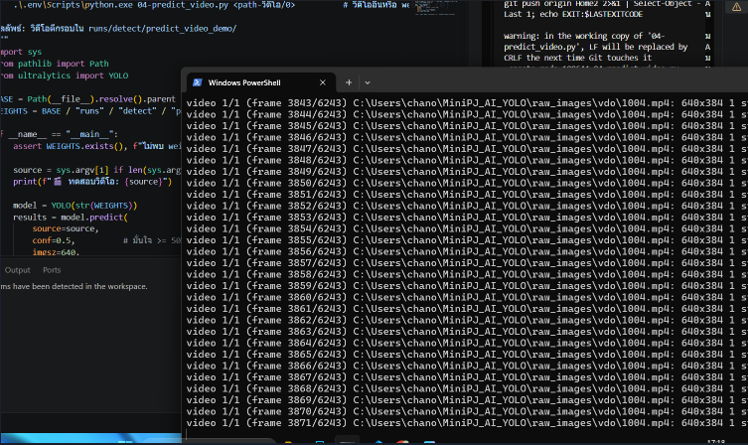 .\.env\Scripts\python.exe 04-predict_video.py <path-วิดีโอ/0> # วิดีโออินหรือ
ลลัพธ์: วิดีโอตีกรอบใน runs/detect/predict_video_demo/
"""
mport sys
rom pathlib import Path
rom ultralytics import YOLO
ASE = Path(__file__).resolve().parent
EIGHTS = BASE / "runs" / "detect" /
f __name__ == "__main__":
assert WEIGHTS.exists(), f"ไม่พบ
source = sys.argv[1] if len(sys.
print(f"🎬 ทดสอบวิดีโอ: {source}")
model = YOLO(str(WEIGHTS))
results = model.predict(
source=source,
conf=0.5, # มั่นใจ >=
imgsz=640,
Output Ports
ms have been detected in the workspace.
git push origin Home2 2>&1 | Select-Object -
Last 1; echo EXIT:$LASTEXITCODE
warning: in the working copy of '04-
predict_video.py', LF will be replaced by
CRLF the next time Git touches it
Windows PowerShell
video 1/1 (frame 3843/6243) C:\Users\chano\MiniPJ_AI_YOLO\raw_images\vdo\1004.mp4: 640x384 1 s
video 1/1 (frame 3844/6243) C:\Users\chano\MiniPJ_AI_YOLO\raw_images\vdo\1004.mp4: 640x384 1 s
video 1/1 (frame 3845/6243) C:\Users\chano\MiniPJ_AI_YOLO\raw_images\vdo\1004.mp4: 640x384 1 s
video 1/1 (frame 3846/6243) C:\Users\chano\MiniPJ_AI_YOLO\raw_images\vdo\1004.mp4: 640x384 1 s
video 1/1 (frame 3847/6243) C:\Users\chano\MiniPJ_AI_YOLO\raw_images\vdo\1004.mp4: 640x384 1 s
video 1/1 (frame 3848/6243) C:\Users\chano\MiniPJ_AI_YOLO\raw_images\vdo\1004.mp4: 640x384 1 s
video 1/1 (frame 3849/6243) C:\Users\chano\MiniPJ_AI_YOLO\raw_images\vdo\1004.mp4: 640x384 1 s
video 1/1 (frame 3850/6243) C:\Users\chano\MiniPJ_AI_YOLO\raw_images\vdo\1004.mp4: 640x384 1 s
video 1/1 (frame 3851/6243) C:\Users\chano\MiniPJ_AI_YOLO\raw_images\vdo\1004.mp4: 640x384 1 s
video 1/1 (frame 3852/6243) C:\Users\chano\MiniPJ_AI_YOLO\raw_images\vdo\1004.mp4: 640x384 1 s
video 1/1 (frame 3853/6243) C:\Users\chano\MiniPJ_AI_YOLO\raw_images\vdo\1004.mp4: 640x384 1 s
video 1/1 (frame 3854/6243) C:\Users\chano\MiniPJ_AI_YOLO\raw_images\vdo\1004.mp4: 640x384 1 s
video 1/1 (frame 3855/6243) C:\Users\chano\MiniPJ_AI_YOLO\raw_images\vdo\1004.mp4: 640x384 1 s
video 1/1 (frame 3856/6243) C:\Users\chano\MiniPJ_AI_YOLO\raw_images\vdo\1004.mp4: 640x384 1 s
video 1/1 (frame 3857/6243) C:\Users\chano\MiniPJ_AI_YOLO\raw_images\vdo\1004.mp4: 640x384 1 s
video 1/1 (frame 3858/6243) C:\Users\chano\MiniPJ_AI_YOLO\raw_images\vdo\1004.mp4: 640x384 1 s
video 1/1 (frame 3859/6243) C:\Users\chano\MiniPJ_AI_YOLO\raw_images\vdo\1004.mp4: 640x384 1 s
video 1/1 (frame 3860/6243) C:\Users\chano\MiniPJ_AI_YOLO\raw_images\vdo\1004.mp4: 640x384 1 s
video 1/1 (frame 3861/6243) C:\Users\chano\MiniPJ_AI_YOLO\raw_images\vdo\1004.mp4: 640x384 1 s
video 1/1 (frame 3862/6243) C:\Users\chano\MiniPJ_AI_YOLO\raw_images\vdo\1004.mp4: 640x384 1 s
video 1/1 (frame 3863/6243) C:\Users\chano\MiniPJ_AI_YOLO\raw_images\vdo\1004.mp4: 640x384 1 s
video 1/1 (frame 3864/6243) C:\Users\chano\MiniPJ_AI_YOLO\raw_images\vdo\1004.mp4: 640x384 1 s
video 1/1 (frame 3865/6243) C:\Users\chano\MiniPJ_AI_YOLO\raw_images\vdo\1004.mp4: 640x384 1 s
video 1/1 (frame 3866/6243) C:\Users\chano\MiniPJ_AI_YOLO\raw_images\vdo\1004.mp4: 640x384 1 s
video 1/1 (frame 3867/6243) C:\Users\chano\MiniPJ_AI_YOLO\raw_images\vdo\1004.mp4: 640x384 1 s
video 1/1 (frame 3868/6243) C:\Users\chano\MiniPJ_AI_YOLO\raw_images\vdo\1004.mp4: 640x384 1 s
video 1/1 (frame 3869/6243) C:\Users\chano\MiniPJ_AI_YOLO\raw_images\vdo\1004.mp4: 640x384 1 s
video 1/1 (frame 3870/6243) C:\Users\chano\MiniPJ_AI_YOLO\raw_images\vdo\1004.mp4: 640x384 1 s
video 1/1 (frame 3871/6243) C:\Users\chano\MiniPJ_AI_YOLO\raw_images\vdo\1004.mp4: 640x384 1 s
17:18